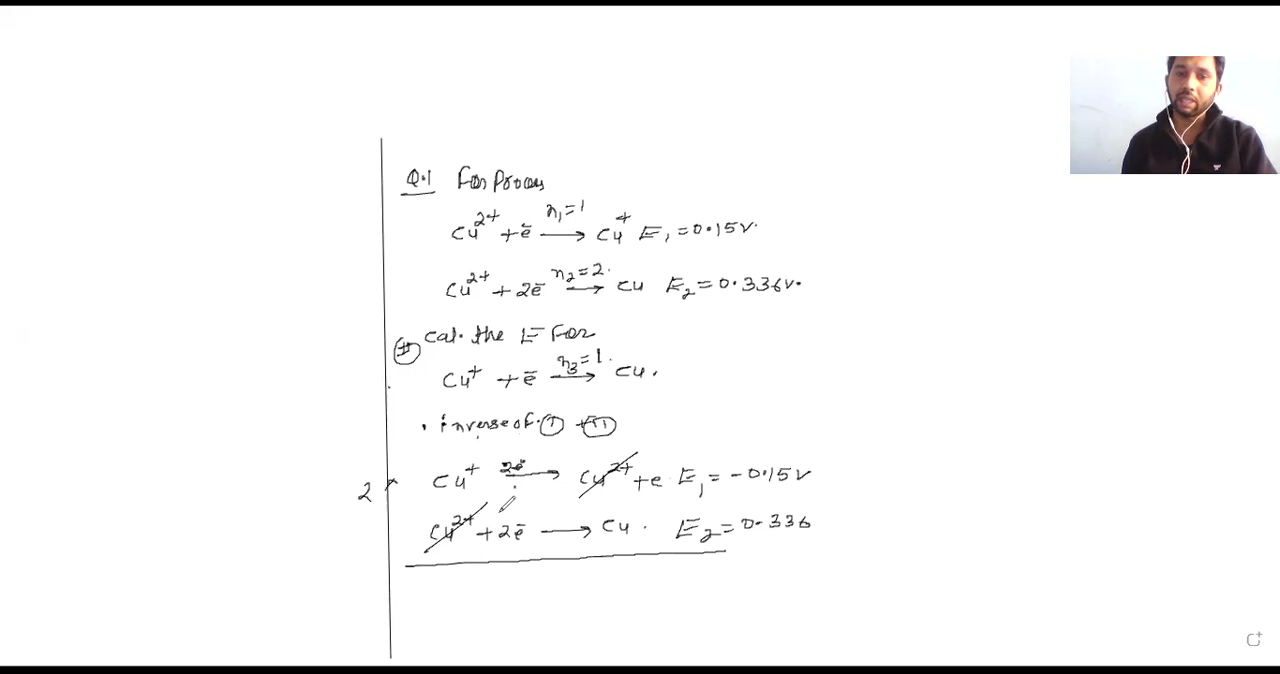 Q.1 For Process
Cu²⁺ + e⁻ n₁=1 → Cu⁺ E₁ = 0.15v.
Cu²⁺ + 2e⁻ n₂=2. → Cu E₂ = 0.336v.
# Cal. the E For
Cu⁺ + e⁻ n₃=1. → Cu.
. inverse of. I + II
2 Cu⁺ → Cu²⁺ + e E₁ = -0.15v
Cu²⁺ + 2e⁻ → Cu. E₂ = 0.336